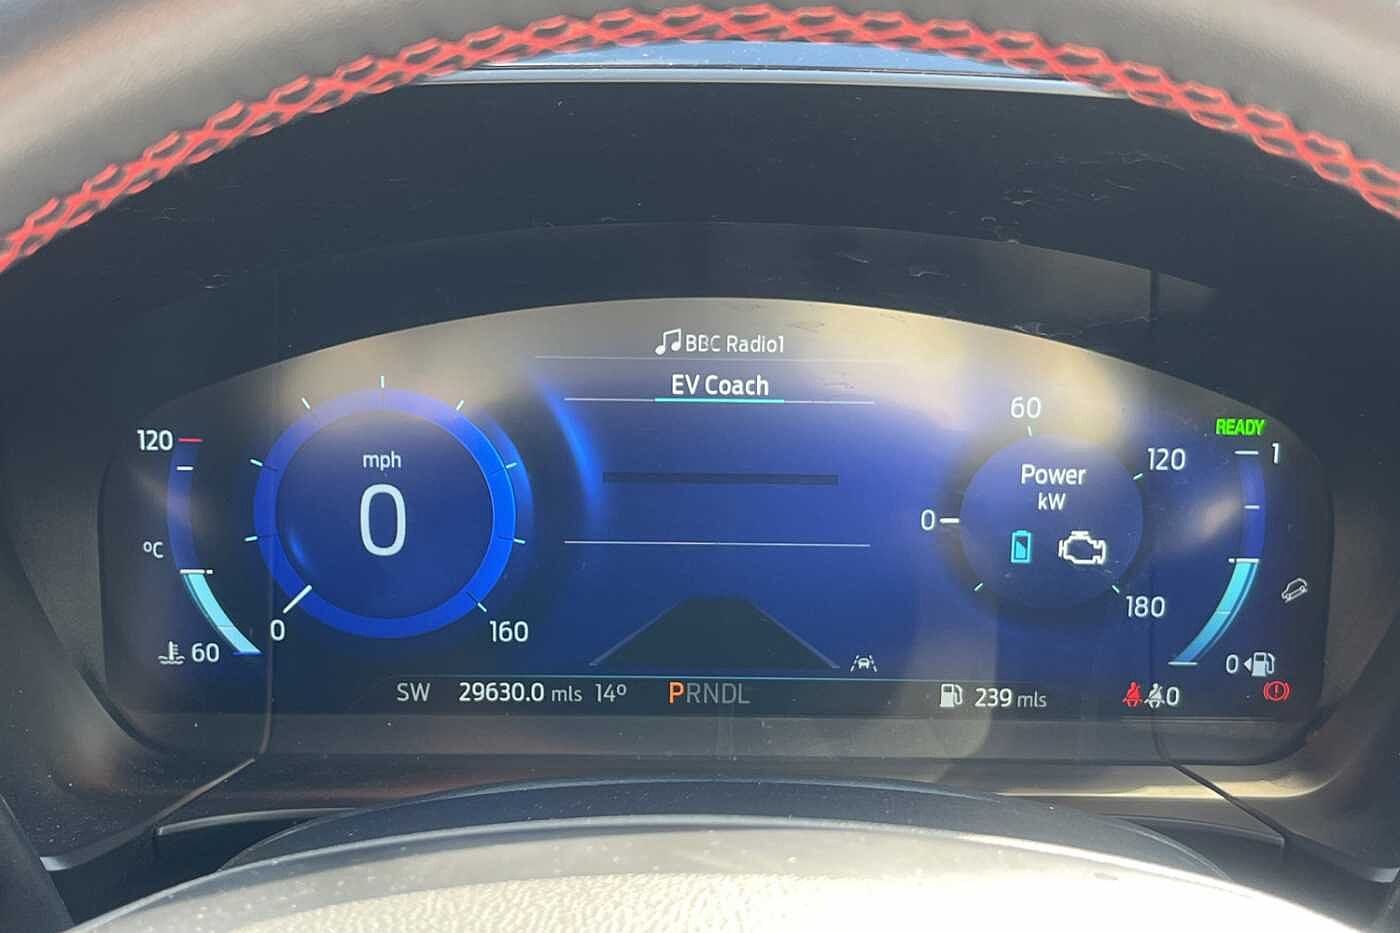 BBC Radio1
EV Coach
120
°C
60
mph
0
0
160
60
0
120
180
Power
kW
READY
1
0
SW 29630.0 mls 14° PRNDL 239 mls 0